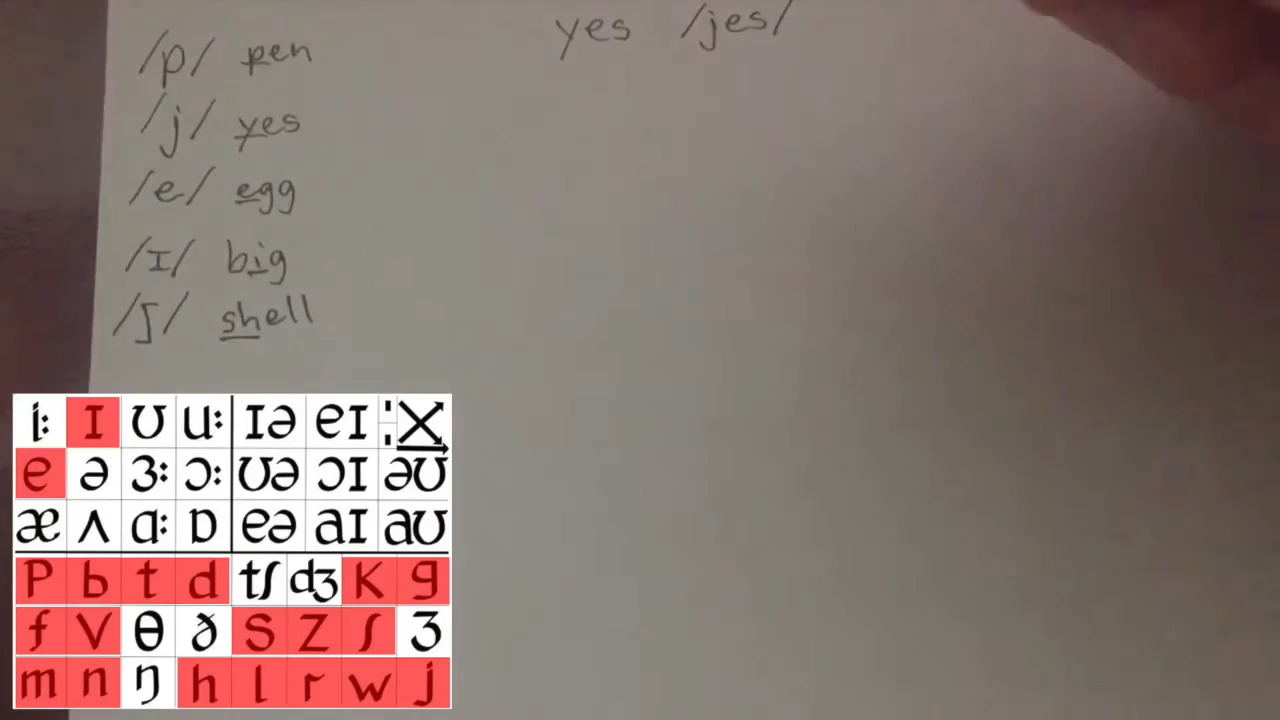 yes /jes/
/p/ pen
/j/ yes
/e/ egg
/ɪ/ big
/ʃ/ shell
iː ɪ ʊ uː ɪə eɪ
e ə ɜː ɔː ʊə ɔɪ əʊ
æ ʌ ɑː ɒ eə aɪ aʊ
p b t d tʃ dʒ k g
f v θ ð s z ʃ ʒ
m n ŋ h l r w j